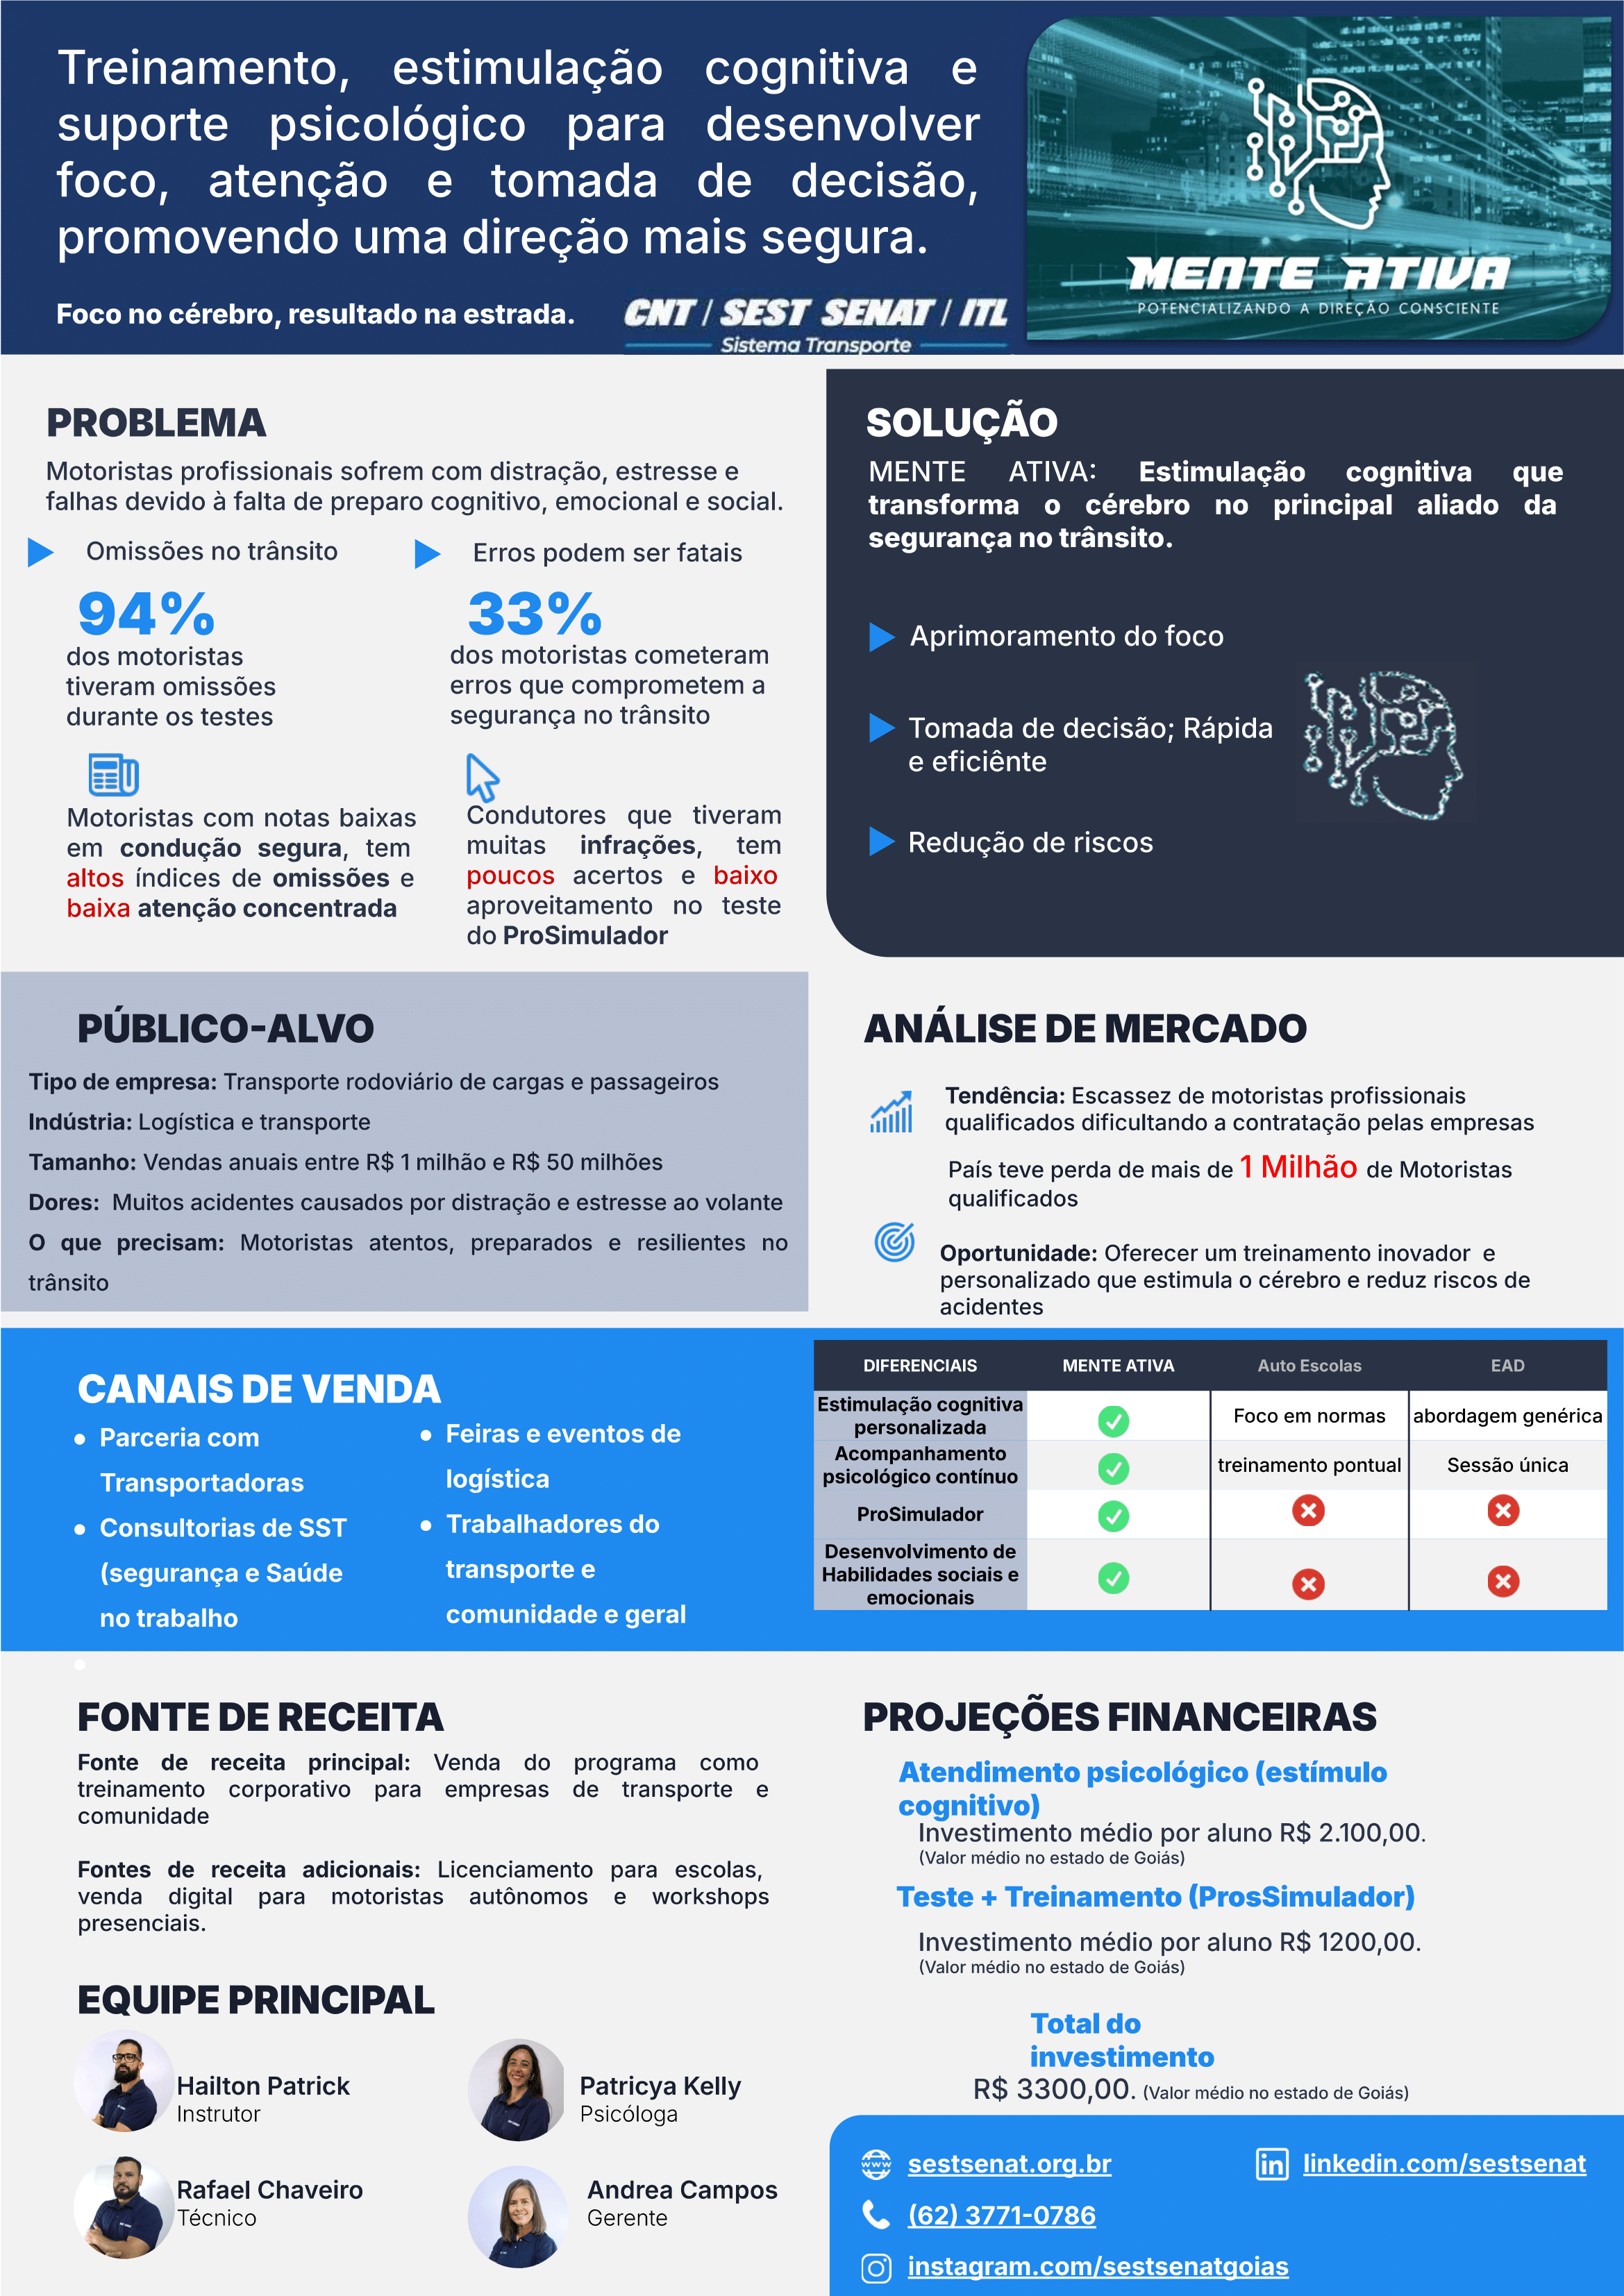 Treinamento, estimulação cognitiva e
suporte psicológico para desenvolver
foco, atenção e tomada de decisão,
promovendo uma direção mais segura.
Foco no cérebro, resultado na estrada.
CNT / SEST SENAT / ITL
Sistema Transporte
MENTE ATIVA
POTENCIALIZANDO A DIREÇÃO CONSCIENTE
PROBLEMA
Motoristas profissionais sofrem com distração, estresse e
falhas devido à falta de preparo cognitivo, emocional e social.
Omissões no trânsito
94%
dos motoristas
tiveram omissões
durante os testes
Motoristas com notas baixas
em condução segura, tem
altos índices de omissões e
baixa atenção concentrada
Erros podem ser fatais
33%
dos motoristas cometeram
erros que comprometem a
segurança no trânsito
Condutores que tiveram
muitas infrações, tem
poucos acertos e baixo
aproveitamento no teste
do ProSimulador
SOLUÇÃO
MENTE ATIVA: Estimulação cognitiva que
transforma o cérebro no principal aliado da
segurança no trânsito.
Aprimoramento do foco
Tomada de decisão; Rápida
e eficiênte
Redução de riscos
PÚBLICO-ALVO
Tipo de empresa: Transporte rodoviário de cargas e passageiros
Indústria: Logística e transporte
Tamanho: Vendas anuais entre R$ 1 milhão e R$ 50 milhões
Dores: Muitos acidentes causados por distração e estresse ao volante
O que precisam: Motoristas atentos, preparados e resilientes no
trânsito
ANÁLISE DE MERCADO
Tendência: Escassez de motoristas profissionais
qualificados dificultando a contratação pelas empresas
País teve perda de mais de 1 Milhão de Motoristas
qualificados
Oportunidade: Oferecer um treinamento inovador e
personalizado que estimula o cérebro e reduz riscos de
acidentes
CANAIS DE VENDA
• Parceria com
Transportadoras
• Consultorias de SST
(segurança e Saúde
no trabalho
• Feiras e eventos de
logística
• Trabalhadores do
transporte e
comunidade e geral
DIFERENCIAIS MENTE ATIVA Auto Escolas EAD
Estimulação cognitiva
personalizada
Foco em normas abordagem genérica
Acompanhamento
psicológico contínuo
treinamento pontual Sessão única
ProSimulador
Desenvolvimento de
Habilidades sociais e
emocionais
FONTE DE RECEITA
Fonte de receita principal: Venda do programa como
treinamento corporativo para empresas de transporte e
comunidade
Fontes de receita adicionais: Licenciamento para escolas,
venda digital para motoristas autônomos e workshops
presenciais.
PROJEÇÕES FINANCEIRAS
Atendimento psicológico (estímulo
cognitivo)
Investimento médio por aluno R$ 2.100,00.
(Valor médio no estado de Goiás)
Teste + Treinamento (ProsSimulador)
Investimento médio por aluno R$ 1200,00.
(Valor médio no estado de Goiás)
Total do
investimento
R$ 3300,00. (Valor médio no estado de Goiás)
EQUIPE PRINCIPAL
Hailton Patrick
Instrutor
Patricya Kelly
Psicóloga
Rafael Chaveiro
Técnico
Andrea Campos
Gerente
sestsenat.org.br
linkedin.com/sestsenat
(62) 3771-0786
instagram.com/sestsenatgoias